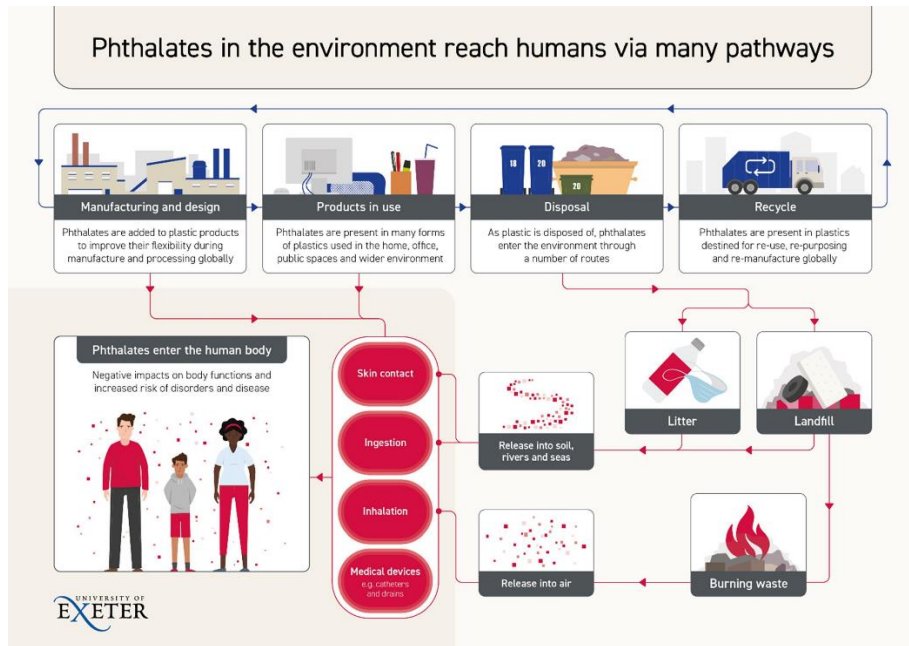 Phthalates in the environment reach humans via many pathways
18
20
20
Manufacturing and design
Phthalates are added to plastic products
to improve their flexibility during
manufacture and processing globally
Products in use
Phthalates are present in many forms
of plastics used in the home, office,
public spaces and wider environment
Disposal
As plastic is disposed of, phthalates
enter the environment through
a number of routes
Recycle
Phthalates are present in plastics
destined for re-use, re-purposing
and re-manufacture globally
Phthalates enter the human body
Negative impacts on body functions and
increased risk of disorders and disease
Skin contact
Ingestion
Inhalation
Medical devices
e.g. catheters
and drains
Release into soil,
rivers and seas
Litter
Landfill
Release into air
Burning waste
UNIVERSITY OF
EXETER